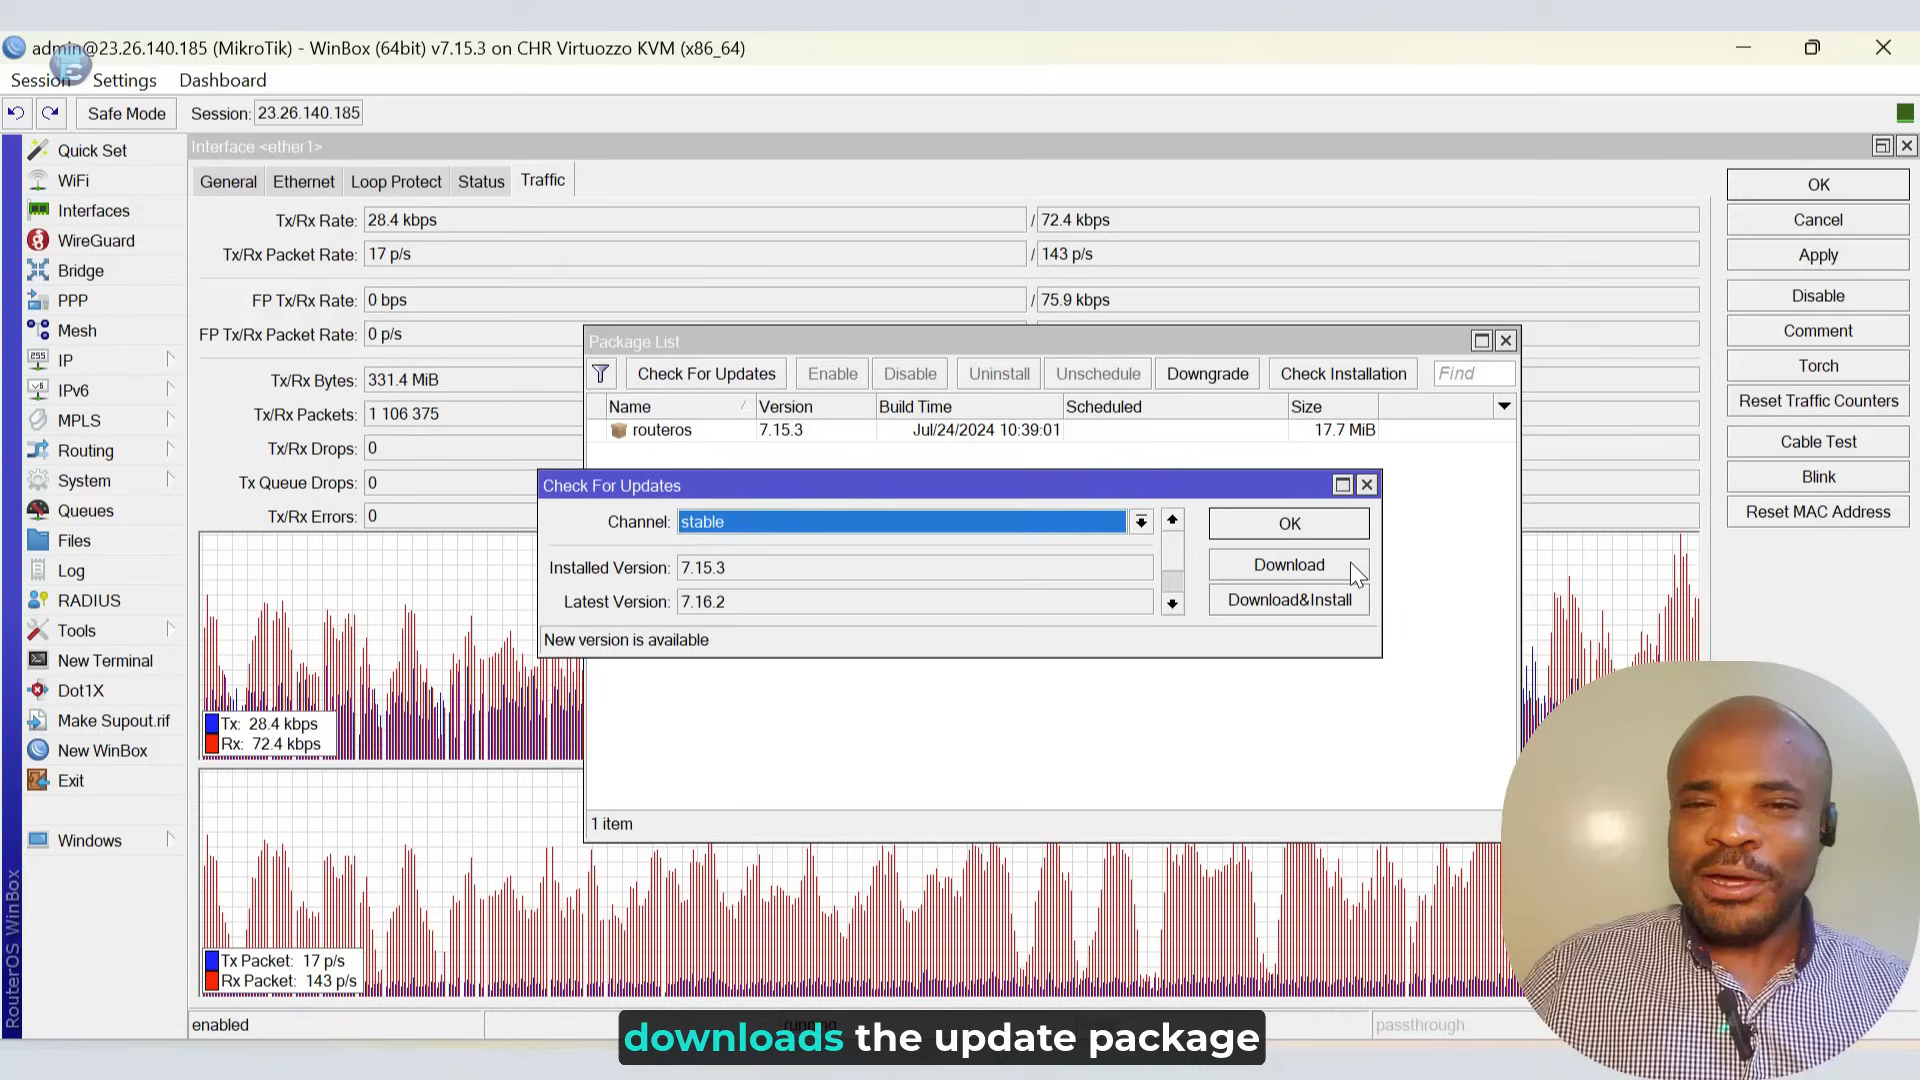 admin@23.26.140.185 (MikroTik) - WinBox (64bit) v7.15.3 on CHR Virtuozzo KVM (x86_64)
Session Settings Dashboard
Safe Mode Session: 23.26.140.185
Quick Set
WiFi
Interfaces
WireGuard
Bridge
PPP
Mesh
IP
IPv6
MPLS
Routing
System
Queues
Files
Log
RADIUS
Tools
New Terminal
Dot1X
Make Supout.rif
New WinBox
Exit
Windows
RouterOS WinBox
Interface <ether1>
General Ethernet Loop Protect Status Traffic
Tx/Rx Rate: 28.4 kbps / 72.4 kbps
Tx/Rx Packet Rate: 17 p/s / 143 p/s
FP Tx/Rx Rate: 0 bps / 75.9 kbps
FP Tx/Rx Packet Rate: 0 p/s
Tx/Rx Bytes: 331.4 MiB
Tx/Rx Packets: 1 106 375
Tx/Rx Drops: 0
Tx Queue Drops: 0
Tx/Rx Errors: 0
Tx: 28.4 kbps
Rx: 72.4 kbps
Tx Packet: 17 p/s
Rx Packet: 143 p/s
enabled
passthrough
OK
Cancel
Apply
Disable
Comment
Torch
Reset Traffic Counters
Cable Test
Blink
Reset MAC Address
Package List
Check For Updates Enable Disable Uninstall Unschedule Downgrade Check Installation Find
Name Version Build Time Scheduled Size
routeros 7.15.3 Jul/24/2024 10:39:01 17.7 MiB
1 item
Check For Updates
Channel: stable
Installed Version: 7.15.3
Latest Version: 7.16.2
New version is available
OK
Download
Download&Install
downloads the update package